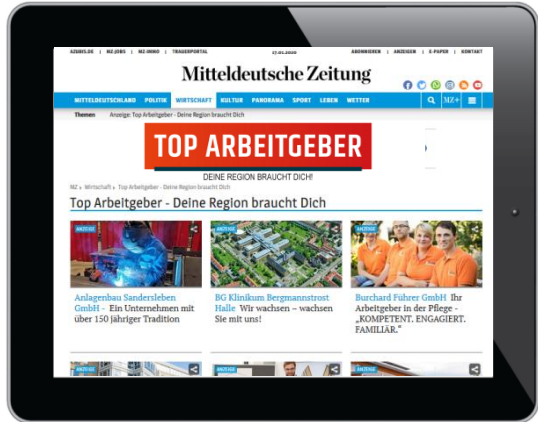 AZUBIS.DE | MZ-JOBS | MZ-IMMO | TRAUERPORTAL
17.01.2020
ABONNIEREN | ANZEIGEN | E-PAPER | KONTAKT
Mitteldeutsche Zeitung
MITTELDEUTSCHLAND POLITIK WIRTSCHAFT KULTUR PANORAMA SPORT LEBEN WETTER
MZ+
Themen Anzeige: Top Arbeitgeber - Deine Region braucht Dich
TOP ARBEITGEBER
DEINE REGION BRAUCHT DICH!
MZ » Wirtschaft » Top Arbeitgeber - Deine Region braucht Dich
Top Arbeitgeber - Deine Region braucht Dich
ANZEIGE
ANZEIGE
ANZEIGE
Anlagenbau Sandersleben
GmbH - Ein Unternehmen mit
über 150 jähriger Tradition
BG Klinikum Bergmannstrost
Halle Wir wachsen – wachsen
Sie mit uns!
Burchard Führer GmbH Ihr
Arbeitgeber in der Pflege -
„KOMPETENT. ENGAGIERT.
FAMILIÄR.“
ANZEIGE
ANZEIGE
ANZEIGE